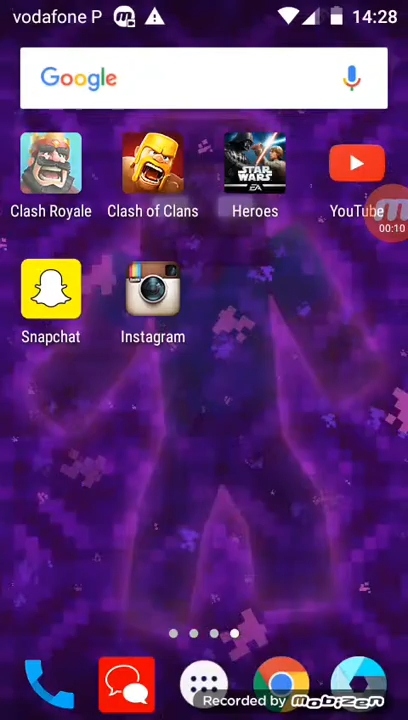 vodafone P 14:28
Google
STAR WARS
EA
Clash Royale Clash of Clans Heroes YouTube
00:10
Snapchat Instagram
Recorded by Mobizen